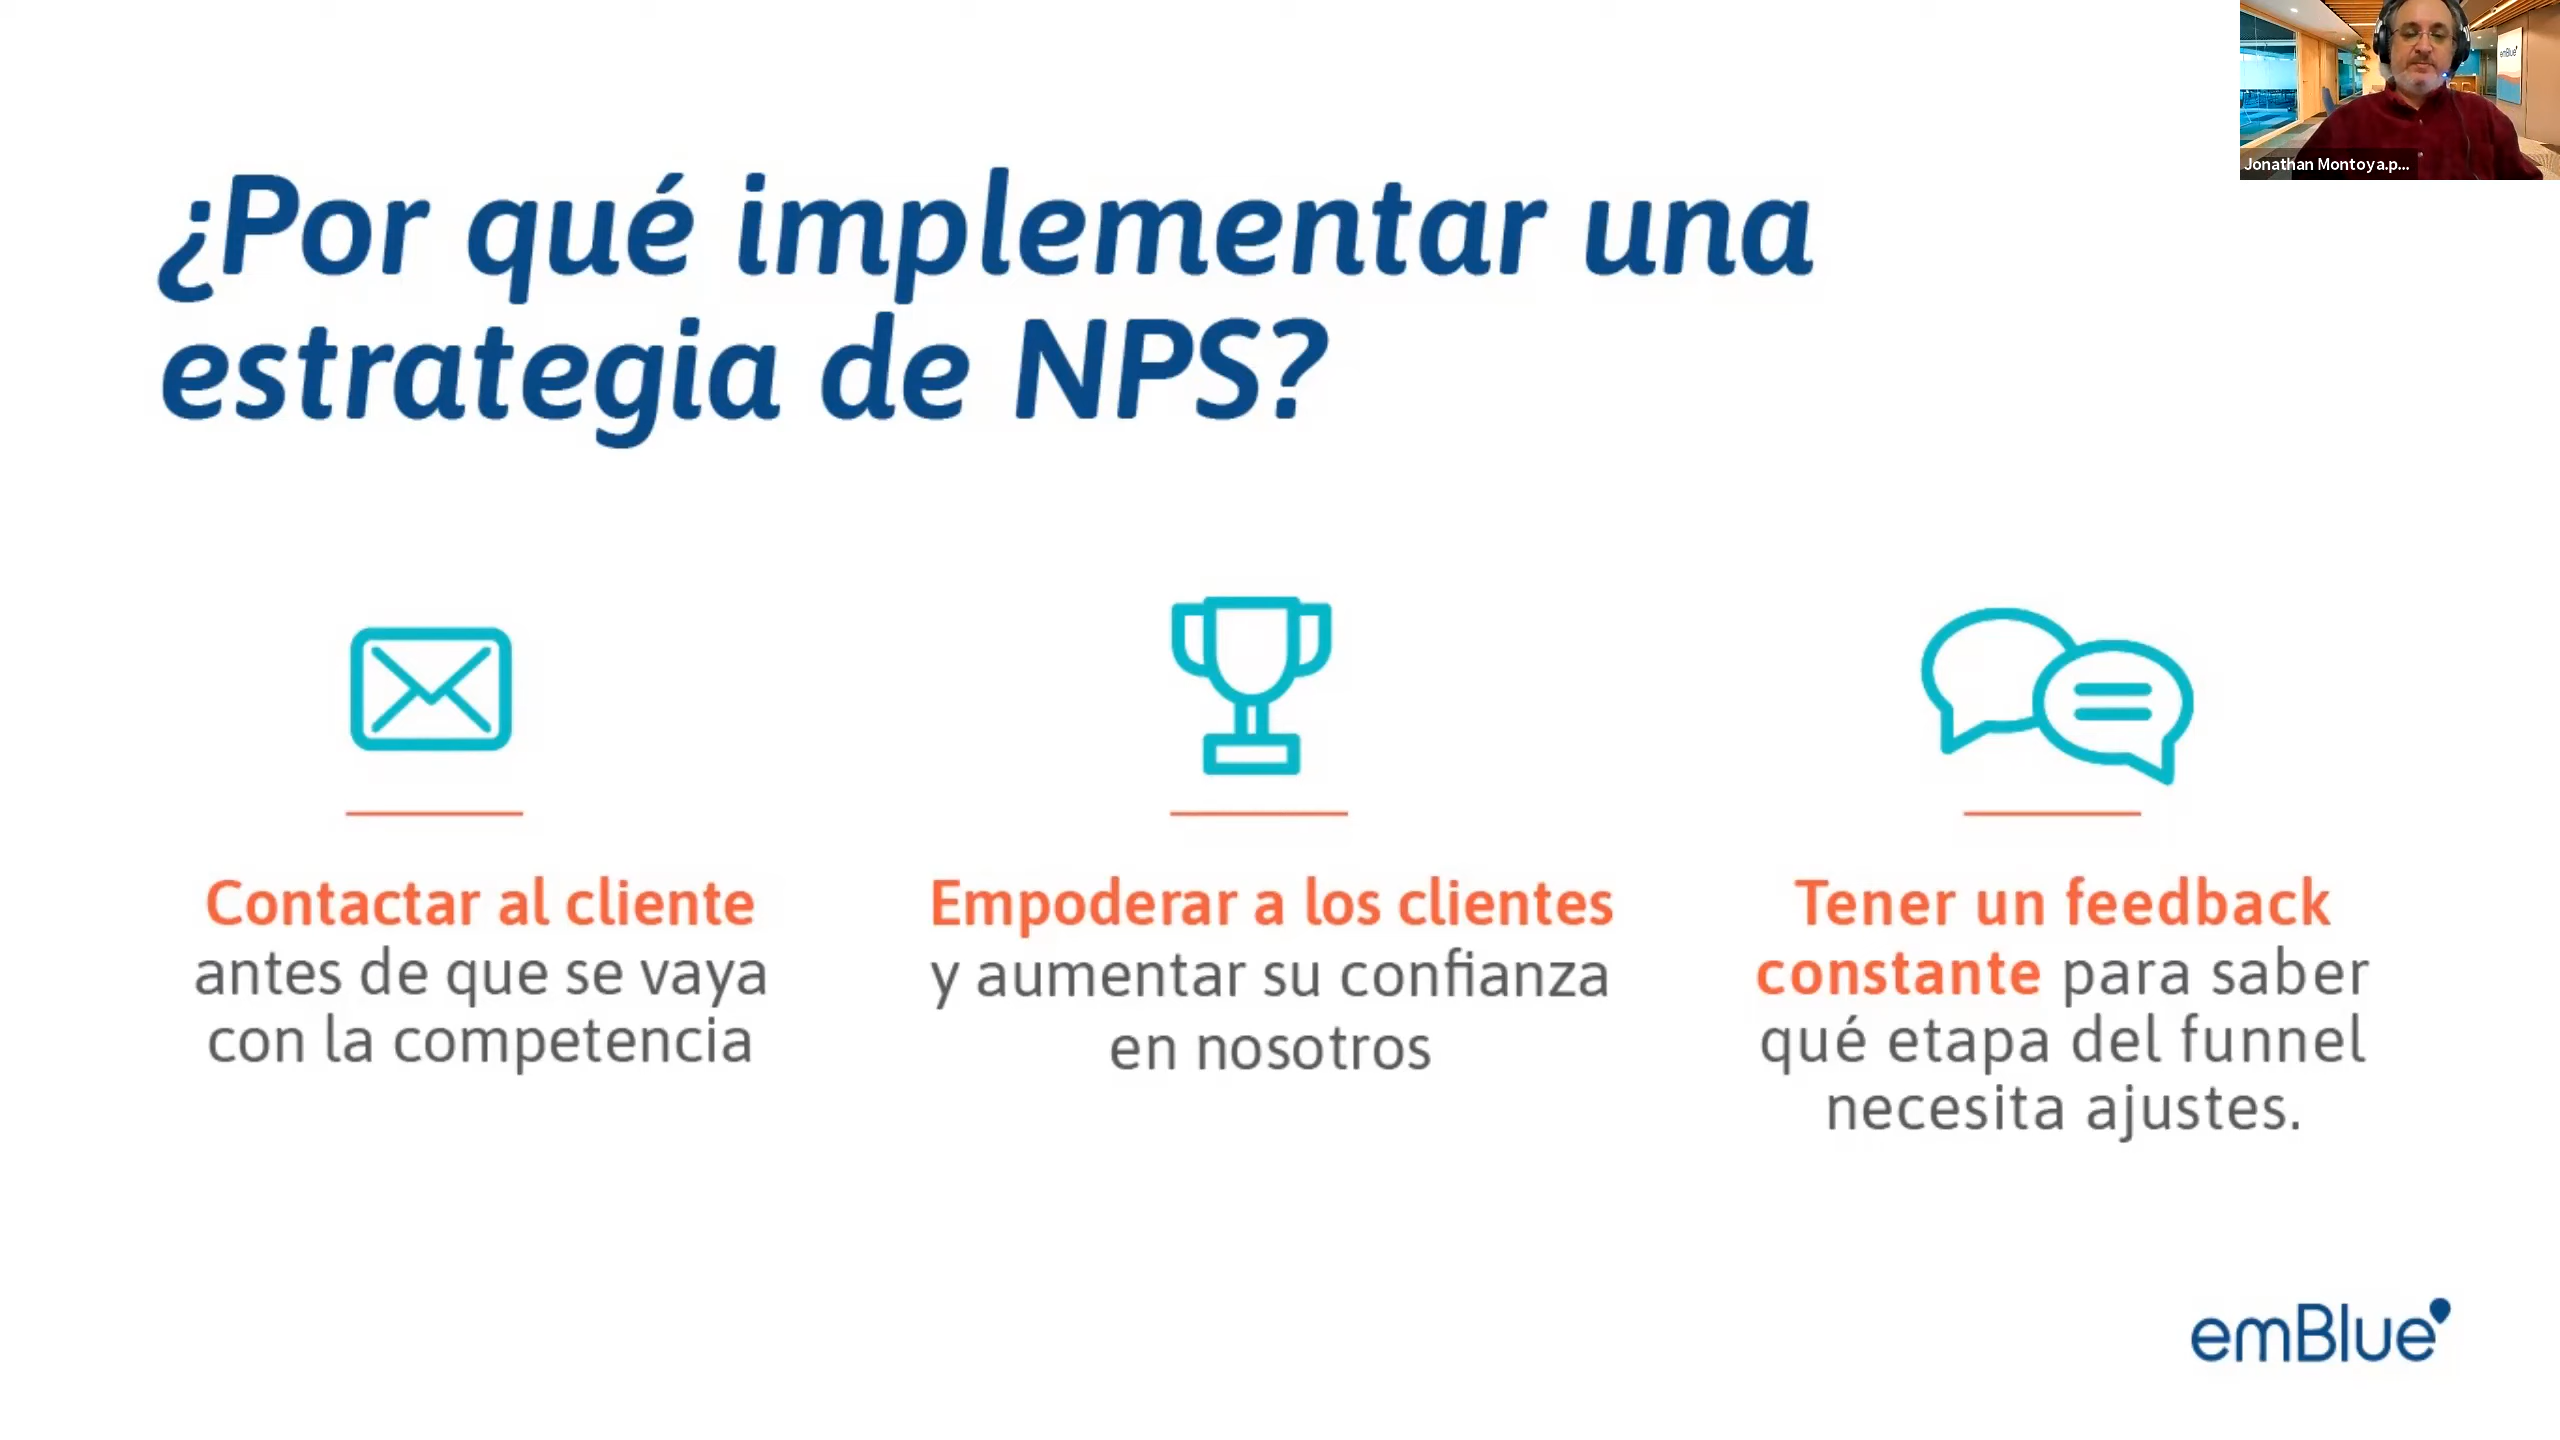 ¿Por qué implementar una
estrategia de NPS?
Contactar al cliente
antes de que se vaya
con la competencia
Empoderar a los clientes
y aumentar su confianza
en nosotros
Tener un feedback
constante para saber
qué etapa del funnel
necesita ajustes.
emBlue
Jonathan Montoya.p...
emBlue